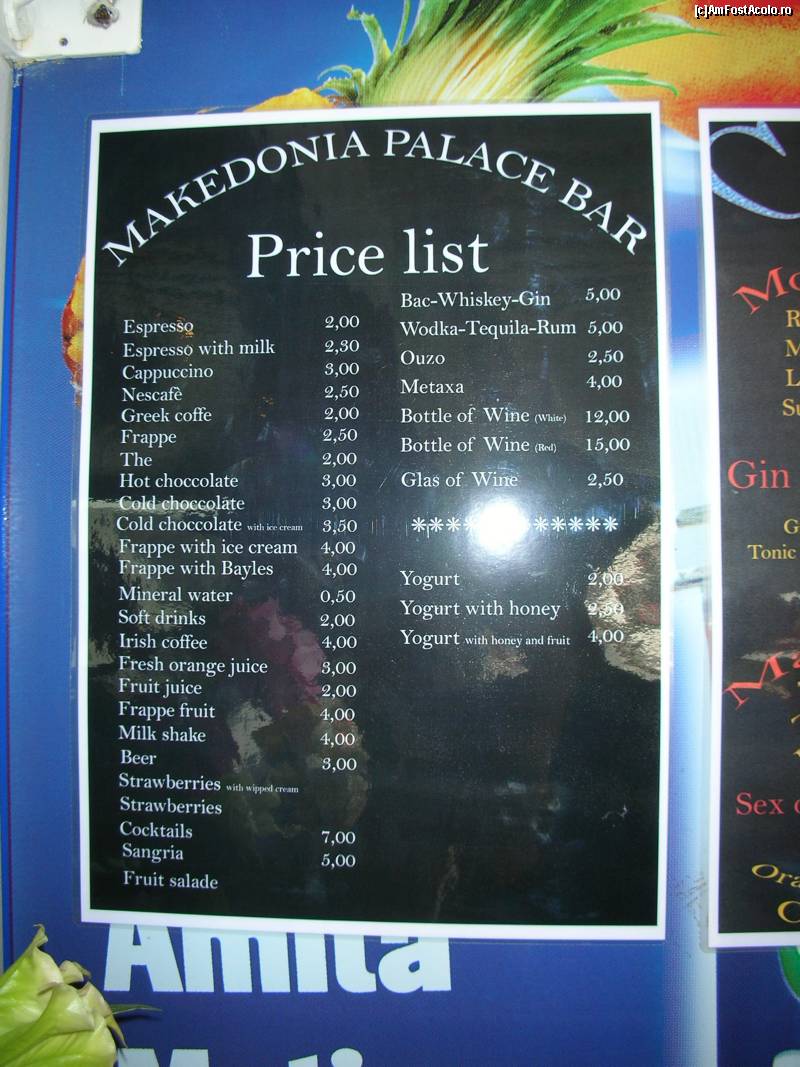 [c]AmFostAcolo.ro
MAKEDONIA PALACE BAR
Price list
Espresso 2,00
Espresso with milk 2,30
Cappuccino 3,00
Nescafè 2,50
Greek coffe 2,00
Frappe 2,50
The 2,00
Hot choccolate 3,00
Cold choccolate 3,00
Cold choccolate with ice cream 3,50
Frappe with ice cream 4,00
Frappe with Bayles 4,00
Mineral water 0,50
Soft drinks 2,00
Irish coffee 4,00
Fresh orange juice 3,00
Fruit juice 2,00
Frappe fruit 4,00
Milk shake 4,00
Beer 3,00
Strawberries with wipped cream
Strawberries
Cocktails 7,00
Sangria 5,00
Fruit salade
Bac-Whiskey-Gin 5,00
Wodka-Tequila-Rum 5,00
Ouzo 2,50
Metaxa 4,00
Bottle of Wine (White) 12,00
Bottle of Wine (Red) 15,00
Glas of Wine 2,50
Yogurt 2,00
Yogurt with honey 2,50
Yogurt with honey and fruit 4,00
Gin
Tonic
Sex
Amita